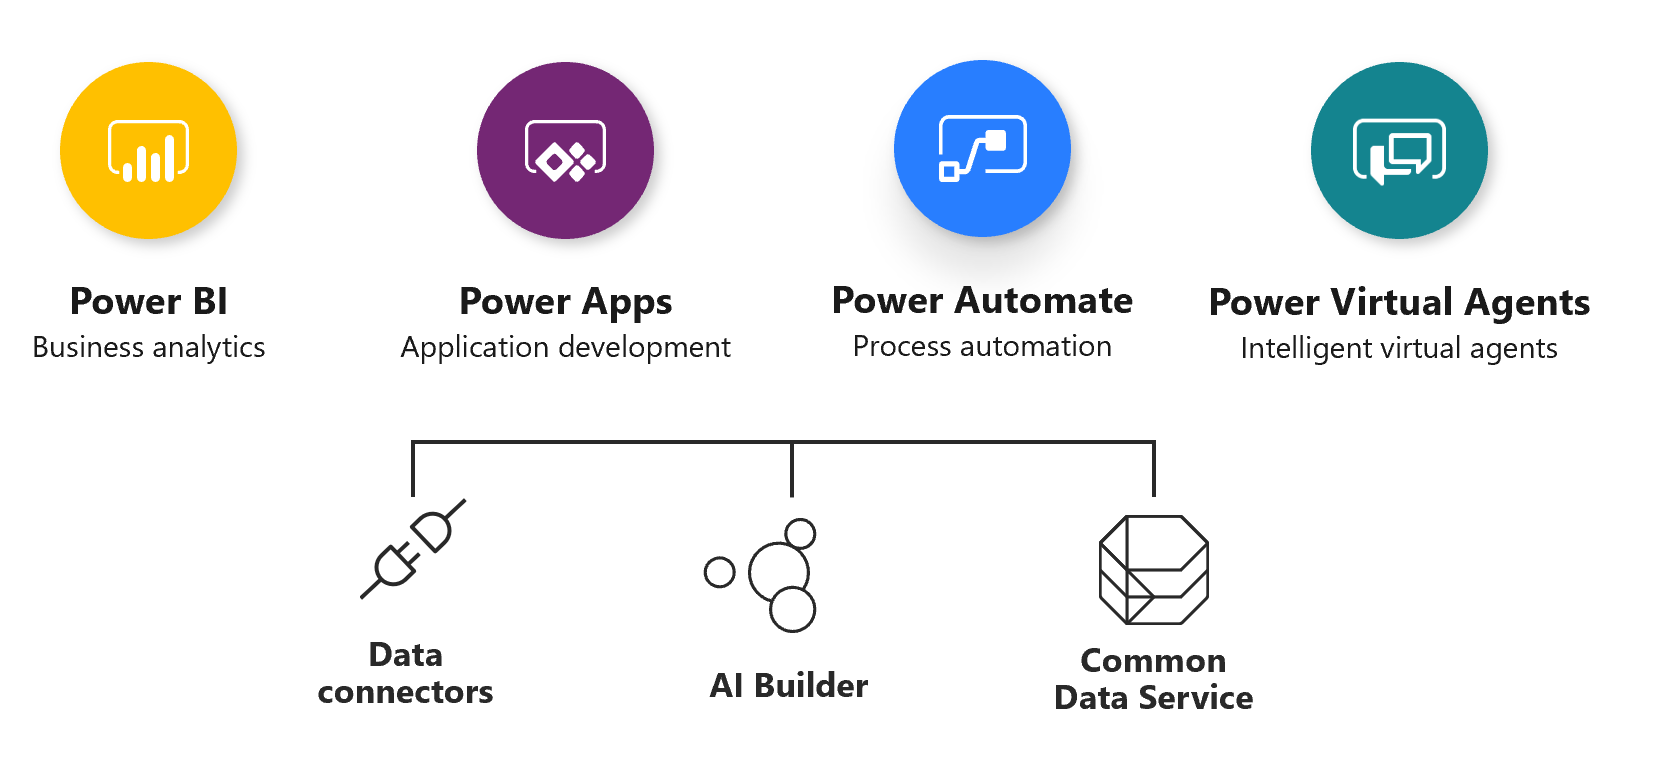 Power BI
Business analytics
Power Apps
Application development
Power Automate
Process automation
Power Virtual Agents
Intelligent virtual agents
Data
connectors
AI Builder
Common
Data Service